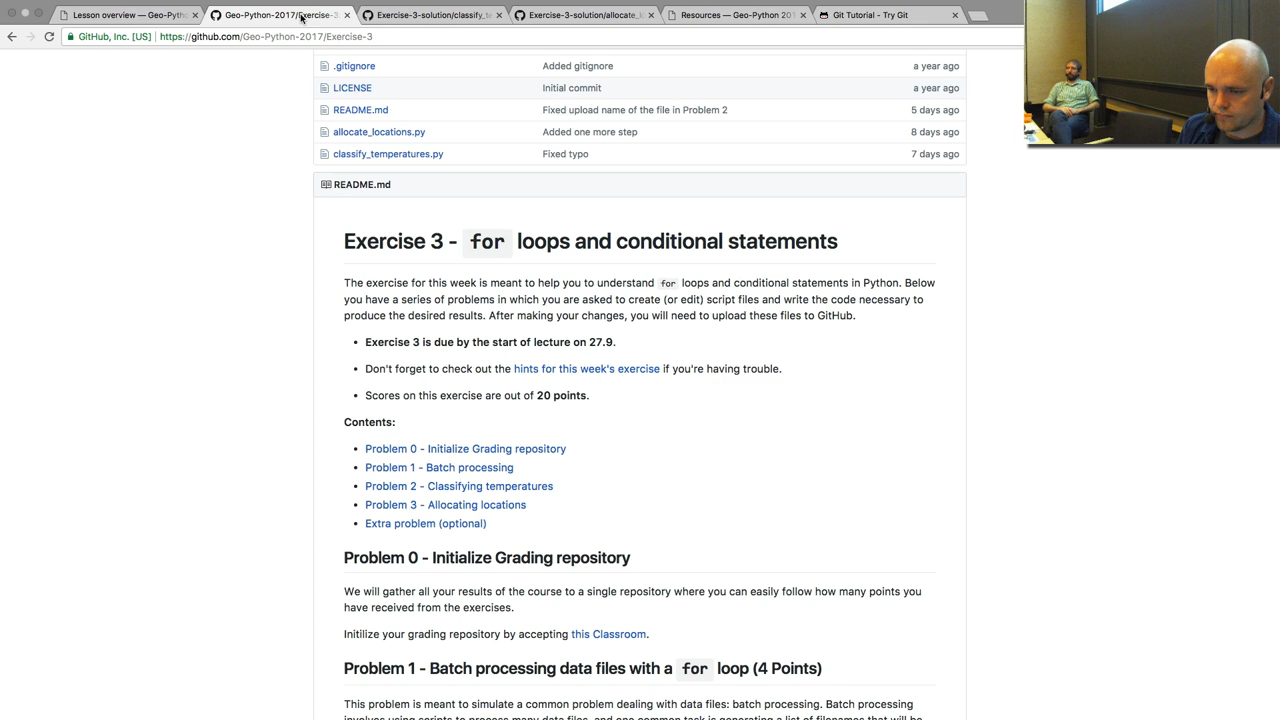 Lesson overview — Geo-Pytho
Geo-Python-2017/Exercise-3
Exercise-3-solution/classify_te
Exercise-3-solution/allocate_l
Resources — Geo-Python 2017
Git Tutorial - Try Git
GitHub, Inc. [US] | https://github.com/Geo-Python-2017/Exercise-3
.gitignore Added gitignore a year ago
LICENSE Initial commit a year ago
README.md Fixed upload name of the file in Problem 2 5 days ago
allocate_locations.py Added one more step 8 days ago
classify_temperatures.py Fixed typo 7 days ago
README.md
Exercise 3 - for loops and conditional statements
The exercise for this week is meant to help you to understand for loops and conditional statements in Python. Below
you have a series of problems in which you are asked to create (or edit) script files and write the code necessary to
produce the desired results. After making your changes, you will need to upload these files to GitHub.
• Exercise 3 is due by the start of lecture on 27.9.
• Don't forget to check out the hints for this week's exercise if you're having trouble.
• Scores on this exercise are out of 20 points.
Contents:
• Problem 0 - Initialize Grading repository
• Problem 1 - Batch processing
• Problem 2 - Classifying temperatures
• Problem 3 - Allocating locations
• Extra problem (optional)
Problem 0 - Initialize Grading repository
We will gather all your results of the course to a single repository where you can easily follow how many points you
have received from the exercises.
Initilize your grading repository by accepting this Classroom.
Problem 1 - Batch processing data files with a for loop (4 Points)
This problem is meant to simulate a common problem dealing with data files: batch processing. Batch processing
involves using scripts to process many data files, and one common task is generating a list of filenames that will be